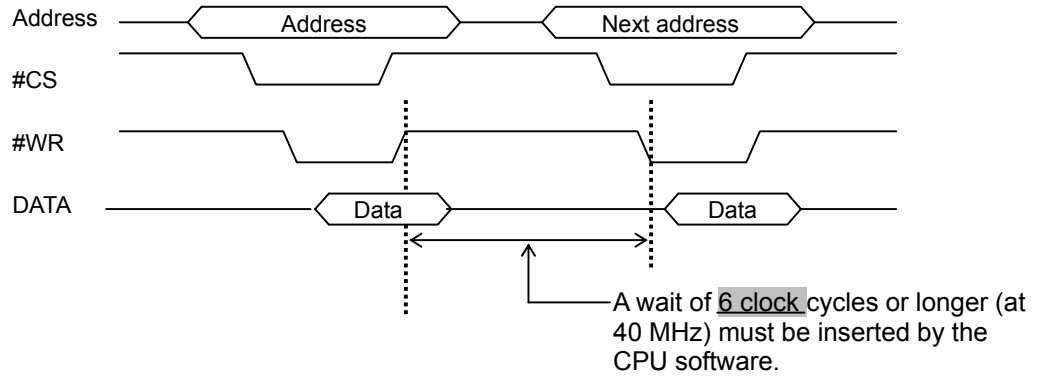 Address
Address
Next address
#CS
#WR
DATA
Data
Data
A wait of 6 clock cycles or longer (at
40 MHz) must be inserted by the
CPU software.